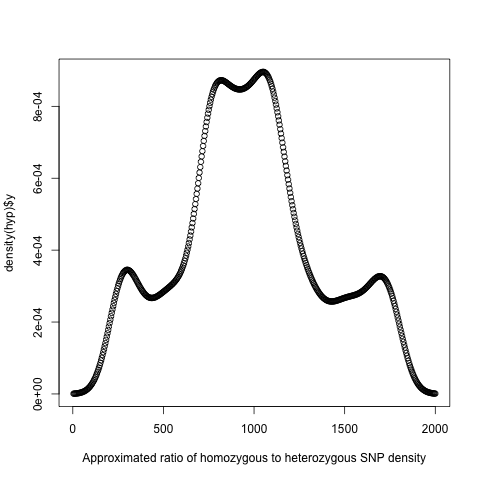 density(hyp)$y
8e-04
6e-04
4e-04
2e-04
0e+00
0 500 1000 1500 2000
Approximated ratio of homozygous to heterozygous SNP density